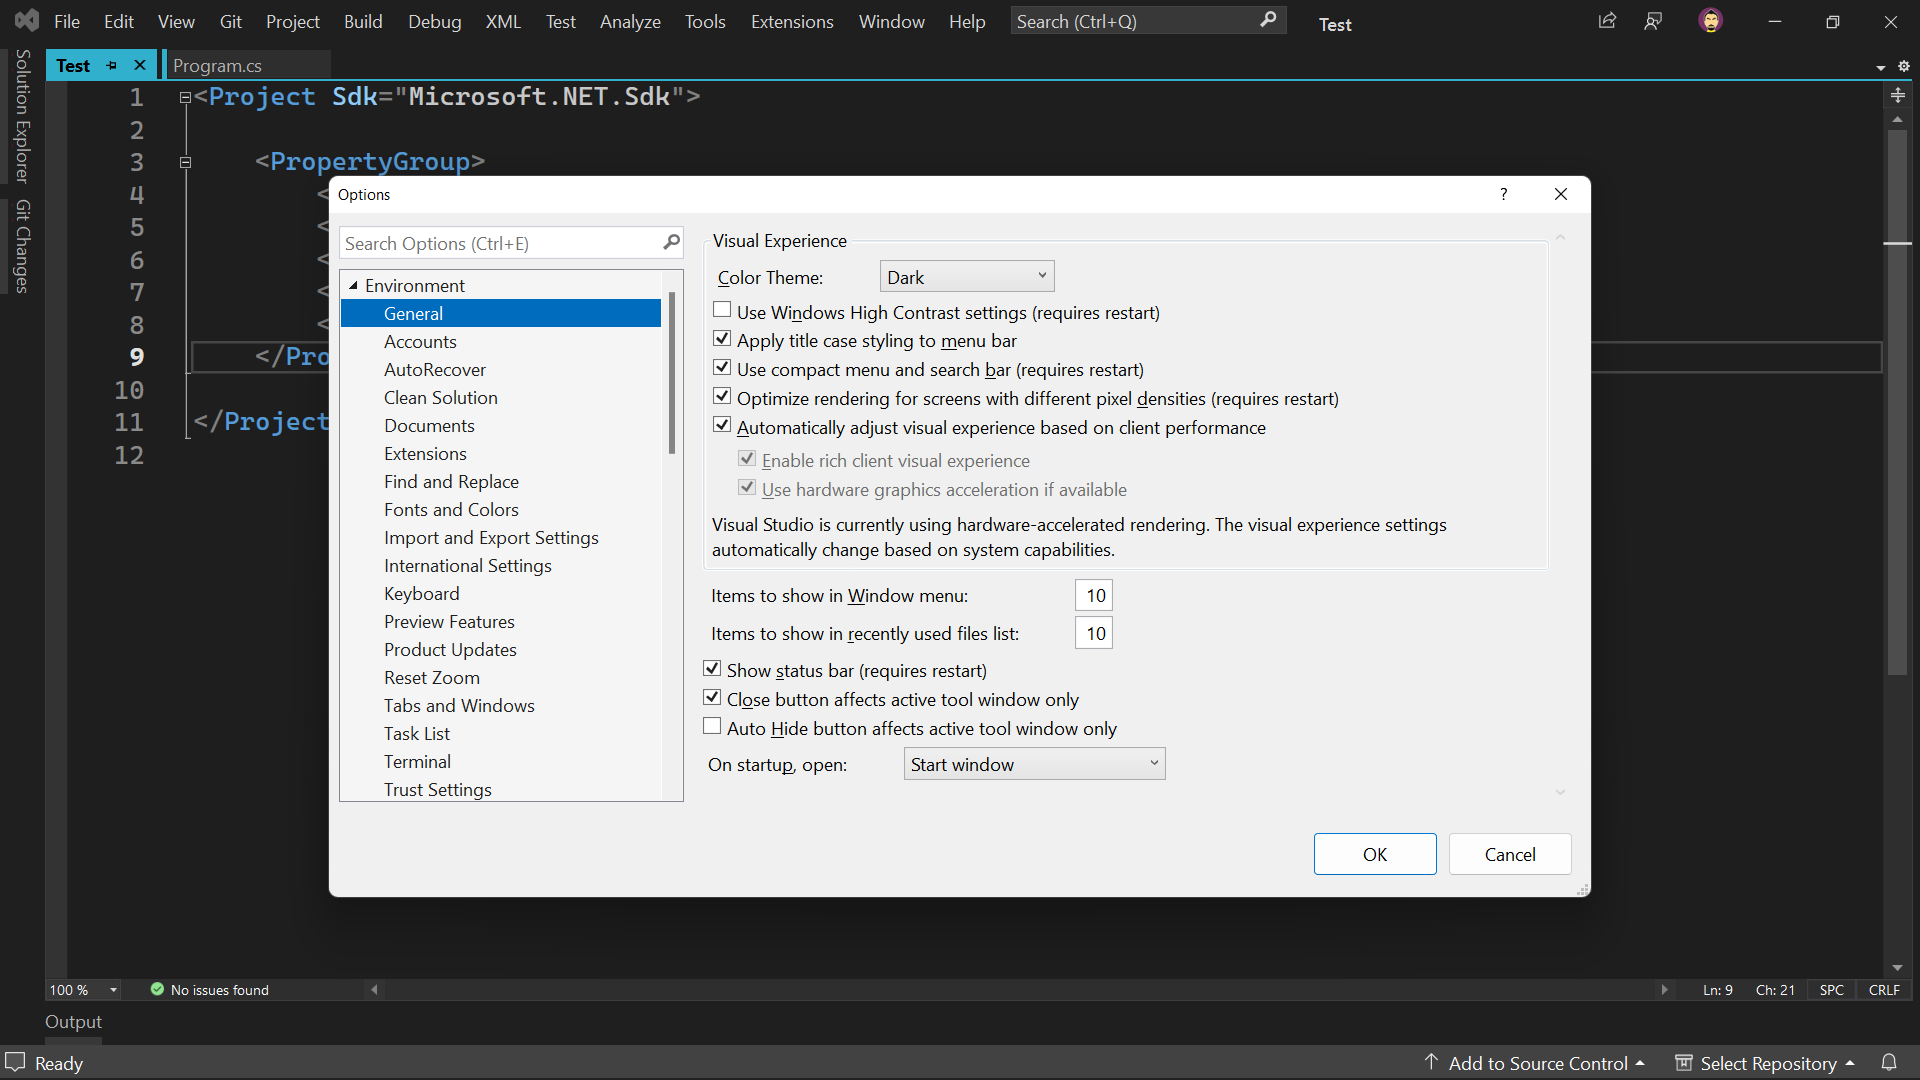 File Edit View Git Project Build Debug XML Test Analyze Tools Extensions Window Help Search (Ctrl+Q) Test
Solution Explorer
Git Changes
Test Program.cs
1 <Project Sdk="Microsoft.NET.Sdk">
2
3 <PropertyGroup>
4 <
5 <
6 <
7 <
8 <
9 </Pro
10
11 </Project
12
Options ?
Search Options (Ctrl+E)
Environment
General
Accounts
AutoRecover
Clean Solution
Documents
Extensions
Find and Replace
Fonts and Colors
Import and Export Settings
International Settings
Keyboard
Preview Features
Product Updates
Reset Zoom
Tabs and Windows
Task List
Terminal
Trust Settings
Visual Experience
Color Theme: Dark
Use Windows High Contrast settings (requires restart)
Apply title case styling to menu bar
Use compact menu and search bar (requires restart)
Optimize rendering for screens with different pixel densities (requires restart)
Automatically adjust visual experience based on client performance
Enable rich client visual experience
Use hardware graphics acceleration if available
Visual Studio is currently using hardware-accelerated rendering. The visual experience settings
automatically change based on system capabilities.
Items to show in Window menu: 10
Items to show in recently used files list: 10
Show status bar (requires restart)
Close button affects active tool window only
Auto Hide button affects active tool window only
On startup, open: Start window
OK Cancel
100 % No issues found Ln: 9 Ch: 21 SPC CRLF
Output
Ready Add to Source Control Select Repository